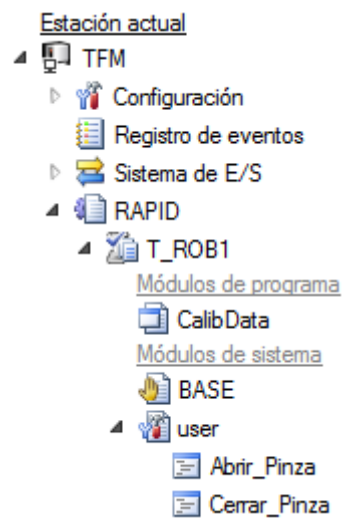 Estación actual
TFM
Configuración
Registro de eventos
Sistema de E/S
RAPID
T_ROB1
Módulos de programa
CalibData
Módulos de sistema
BASE
user
Abrir_Pinza
Cerrar_Pinza